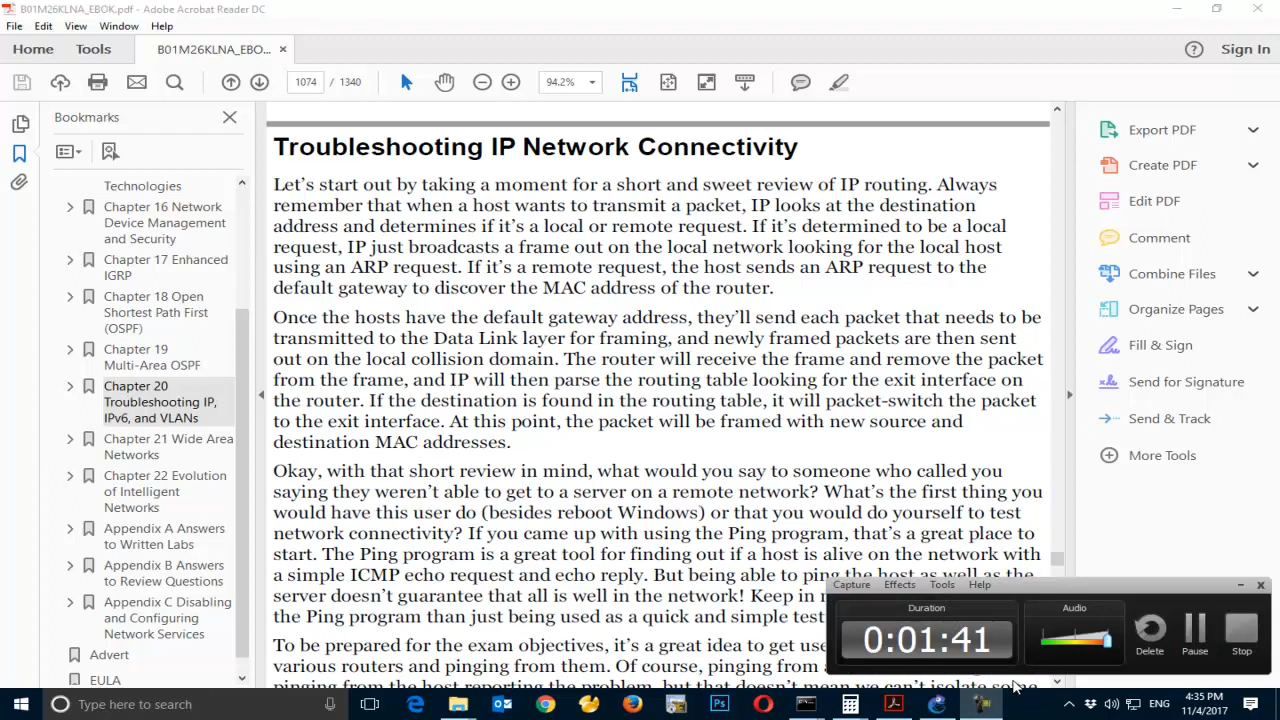 B01M26KLNA_EBOK.pdf - Adobe Acrobat Reader DC
File Edit View Window Help
Home Tools B01M26KLNA_EBO... × Sign In
1074 / 1340 94.2%
Bookmarks
Technologies
Chapter 16 Network
Device Management
and Security
Chapter 17 Enhanced
IGRP
Chapter 18 Open
Shortest Path First
(OSPF)
Chapter 19
Multi-Area OSPF
Chapter 20
Troubleshooting IP,
IPv6, and VLANs
Chapter 21 Wide Area
Networks
Chapter 22 Evolution
of Intelligent
Networks
Appendix A Answers
to Written Labs
Appendix B Answers
to Review Questions
Appendix C Disabling
and Configuring
Network Services
Advert
EULA
Troubleshooting IP Network Connectivity
Let's start out by taking a moment for a short and sweet review of IP routing. Always
remember that when a host wants to transmit a packet, IP looks at the destination
address and determines if it's a local or remote request. If it's determined to be a local
request, IP just broadcasts a frame out on the local network looking for the local host
using an ARP request. If it's a remote request, the host sends an ARP request to the
default gateway to discover the MAC address of the router.
Once the hosts have the default gateway address, they'll send each packet that needs to be
transmitted to the Data Link layer for framing, and newly framed packets are then sent
out on the local collision domain. The router will receive the frame and remove the packet
from the frame, and IP will then parse the routing table looking for the exit interface on
the router. If the destination is found in the routing table, it will packet-switch the packet
to the exit interface. At this point, the packet will be framed with new source and
destination MAC addresses.
Okay, with that short review in mind, what would you say to someone who called you
saying they weren't able to get to a server on a remote network? What's the first thing you
would have this user do (besides reboot Windows) or that you would do yourself to test
network connectivity? If you came up with using the Ping program, that's a great place to
start. The Ping program is a great tool for finding out if a host is alive on the network with
a simple ICMP echo request and echo reply. But being able to ping the host as well as the
server doesn't guarantee that all is well in the network! Keep in
the Ping program than just being used as a quick and simple test
To be prepared for the exam objectives, it's a great idea to get use
various routers and pinging from them. Of course, pinging from a
pinging from the host reporting the problem, but that doesn't mean we can't isolate some
Export PDF
Create PDF
Edit PDF
Comment
Combine Files
Organize Pages
Fill & Sign
Send for Signature
Send & Track
More Tools
Capture Effects Tools Help
Duration Audio
0:01:41
Delete Pause Stop
Type here to search
ENG
4:35 PM
11/4/2017